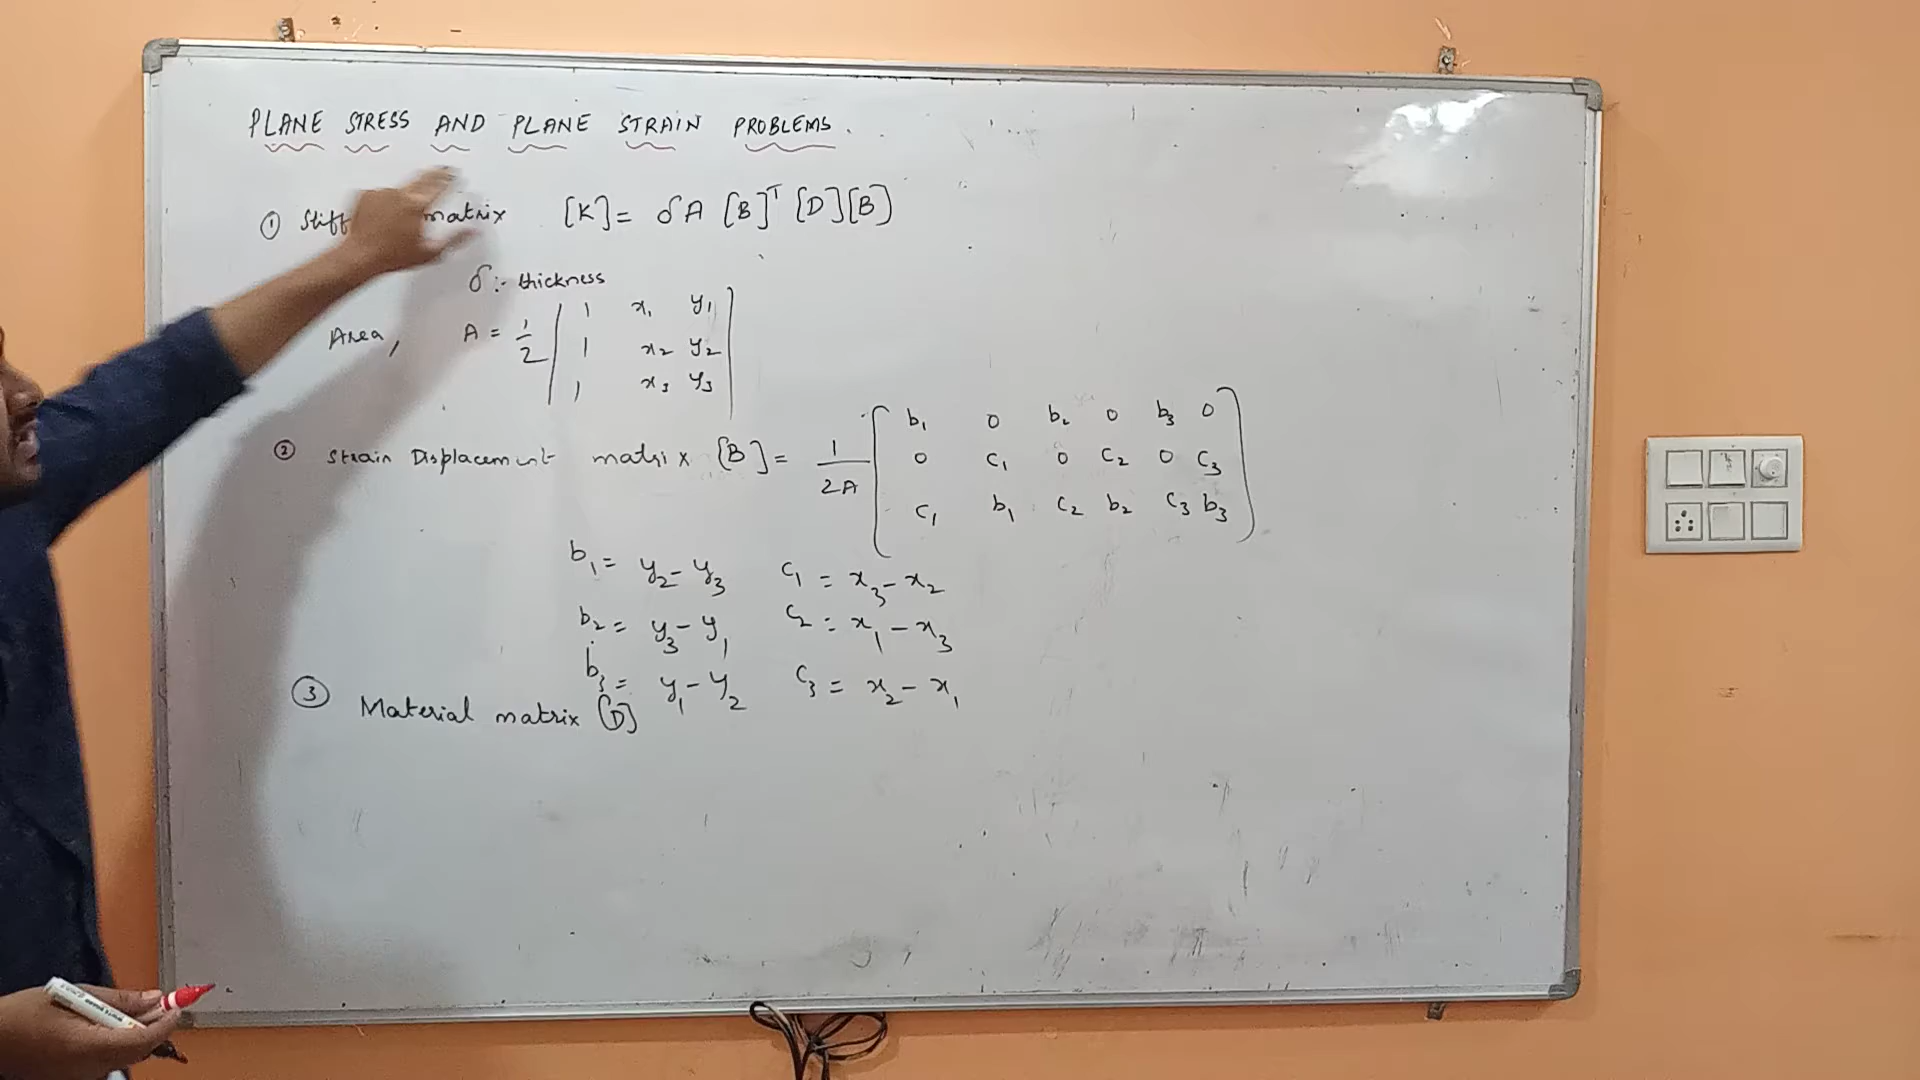 PLANE STRESS AND PLANE STRAIN PROBLEMS.
① Stiff matrix [K] = δA [B]ᵀ [D][B]
δ :- thickness
Area, A = 1/2 | 1 x₁ y₁
1 x₂ y₂
1 x₃ y₃ |
② Strain Displacement matrix [B] = 1/2A [ b₁ 0 b₂ 0 b₃ 0
0 c₁ 0 c₂ 0 c₃
c₁ b₁ c₂ b₂ c₃ b₃ ]
b₁ = y₂ - y₃ c₁ = x₃ - x₂
b₂ = y₃ - y₁ c₂ = x₁ - x₃
b₃ = y₁ - y₂ c₃ = x₂ - x₁
③ Material matrix [D]